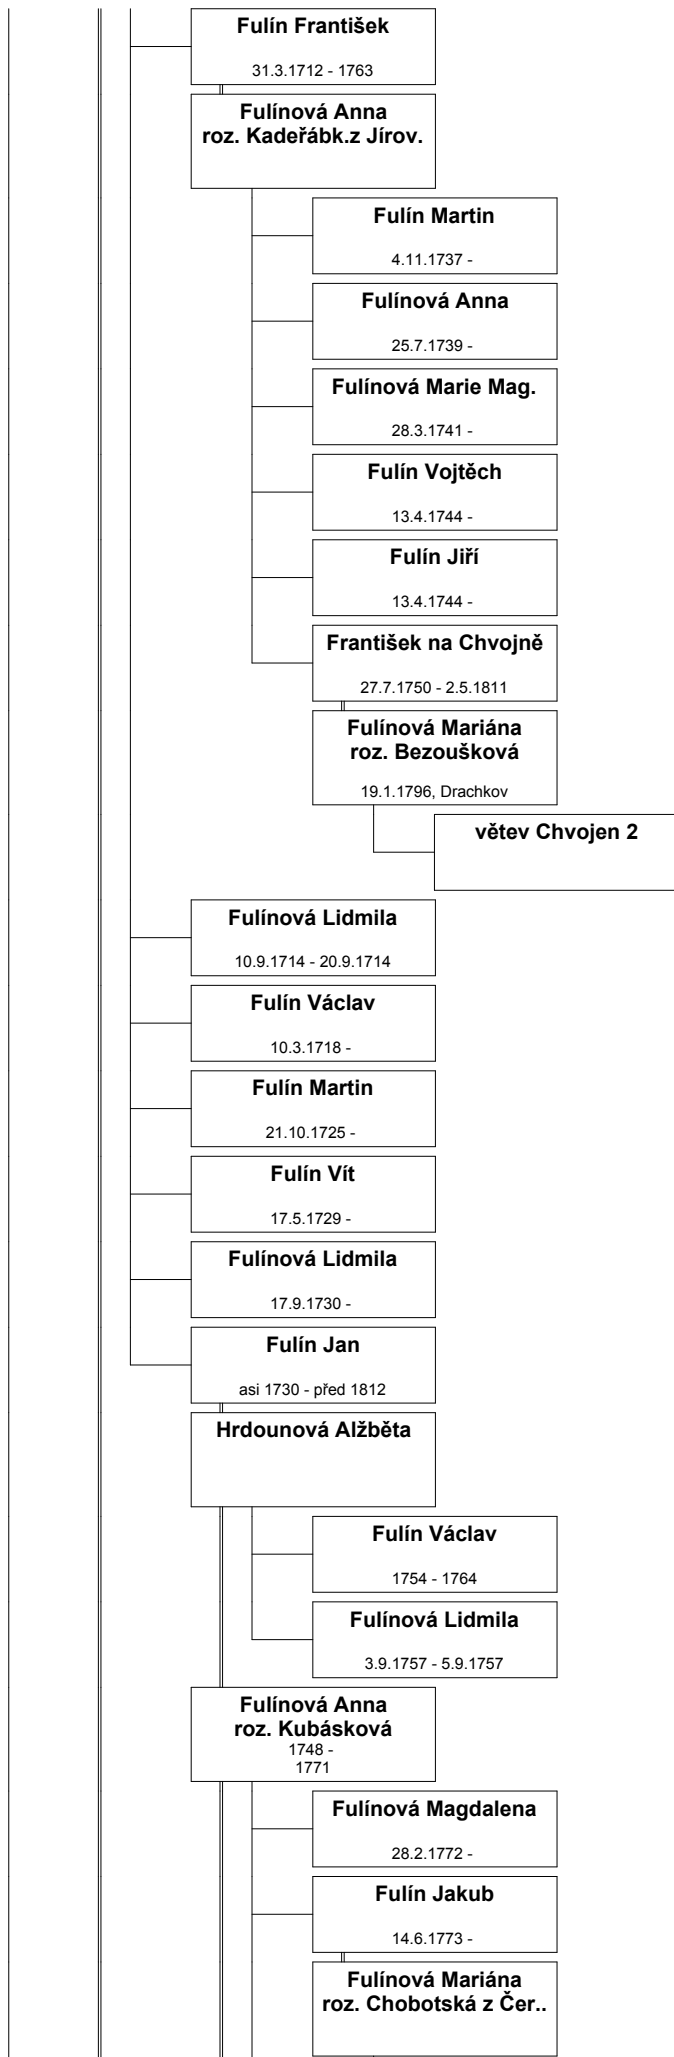 Fulín František
31.3.1712 - 1763
Fulínová Anna
roz. Kadeřábk.z Jírov.
Fulín Martin
4.11.1737 -
Fulínová Anna
25.7.1739 -
Fulínová Marie Mag.
28.3.1741 -
Fulín Vojtěch
13.4.1744 -
Fulín Jiří
13.4.1744 -
František na Chvojně
27.7.1750 - 2.5.1811
Fulínová Mariána
roz. Bezoušková
19.1.1796, Drachkov
větev Chvojen 2
Fulínová Lidmila
10.9.1714 - 20.9.1714
Fulín Václav
10.3.1718 -
Fulín Martin
21.10.1725 -
Fulín Vít
17.5.1729 -
Fulínová Lidmila
17.9.1730 -
Fulín Jan
asi 1730 - před 1812
Hrdounová Alžběta
Fulín Václav
1754 - 1764
Fulínová Lidmila
3.9.1757 - 5.9.1757
Fulínová Anna
roz. Kubásková
1748 -
1771
Fulínová Magdalena
28.2.1772 -
Fulín Jakub
14.6.1773 -
Fulínová Mariána
roz. Chobotská z Čer..